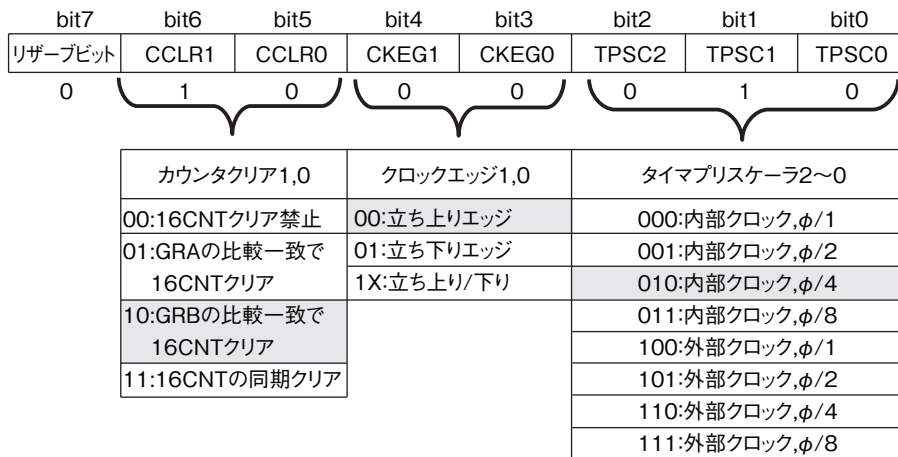 bit7 bit6 bit5 bit4 bit3 bit2 bit1 bit0
リザーブビット CCLR1 CCLR0 CKEG1 CKEG0 TPSC2 TPSC1 TPSC0
0 1 0 0 0 0 1 0
カウンタクリア1,0 クロックエッジ1,0 タイマプリスケーラ2〜0
00:16CNTクリア禁止 00:立ち上りエッジ 000:内部クロック,φ/1
01:GRAの比較一致で 01:立ち下りエッジ 001:内部クロック,φ/2
16CNTクリア 1X:立ち上り/下り 010:内部クロック,φ/4
10:GRBの比較一致で 011:内部クロック,φ/8
16CNTクリア 100:外部クロック,φ/1
11:16CNTの同期クリア 101:外部クロック,φ/2
110:外部クロック,φ/4
111:外部クロック,φ/8